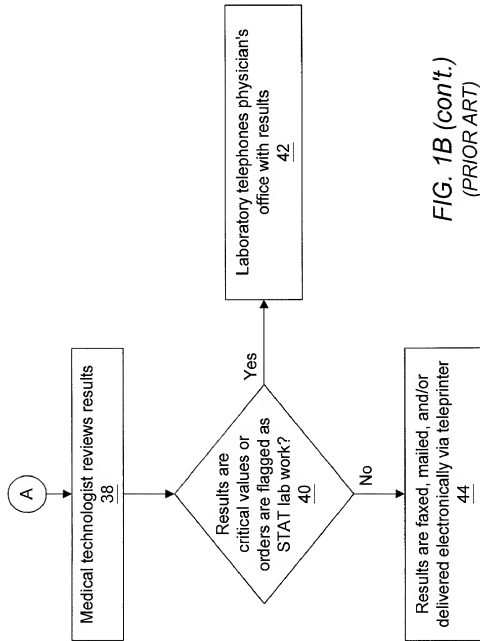 A
Medical technologist reviews results
38
Results are
critical values or
orders are flagged as
STAT lab work?
40
Yes
Laboratory telephones physician's
office with results
42
No
Results are faxed, mailed, and/or
delivered electronically via teleprinter
44
FIG. 1B (con't.)
(PRIOR ART)